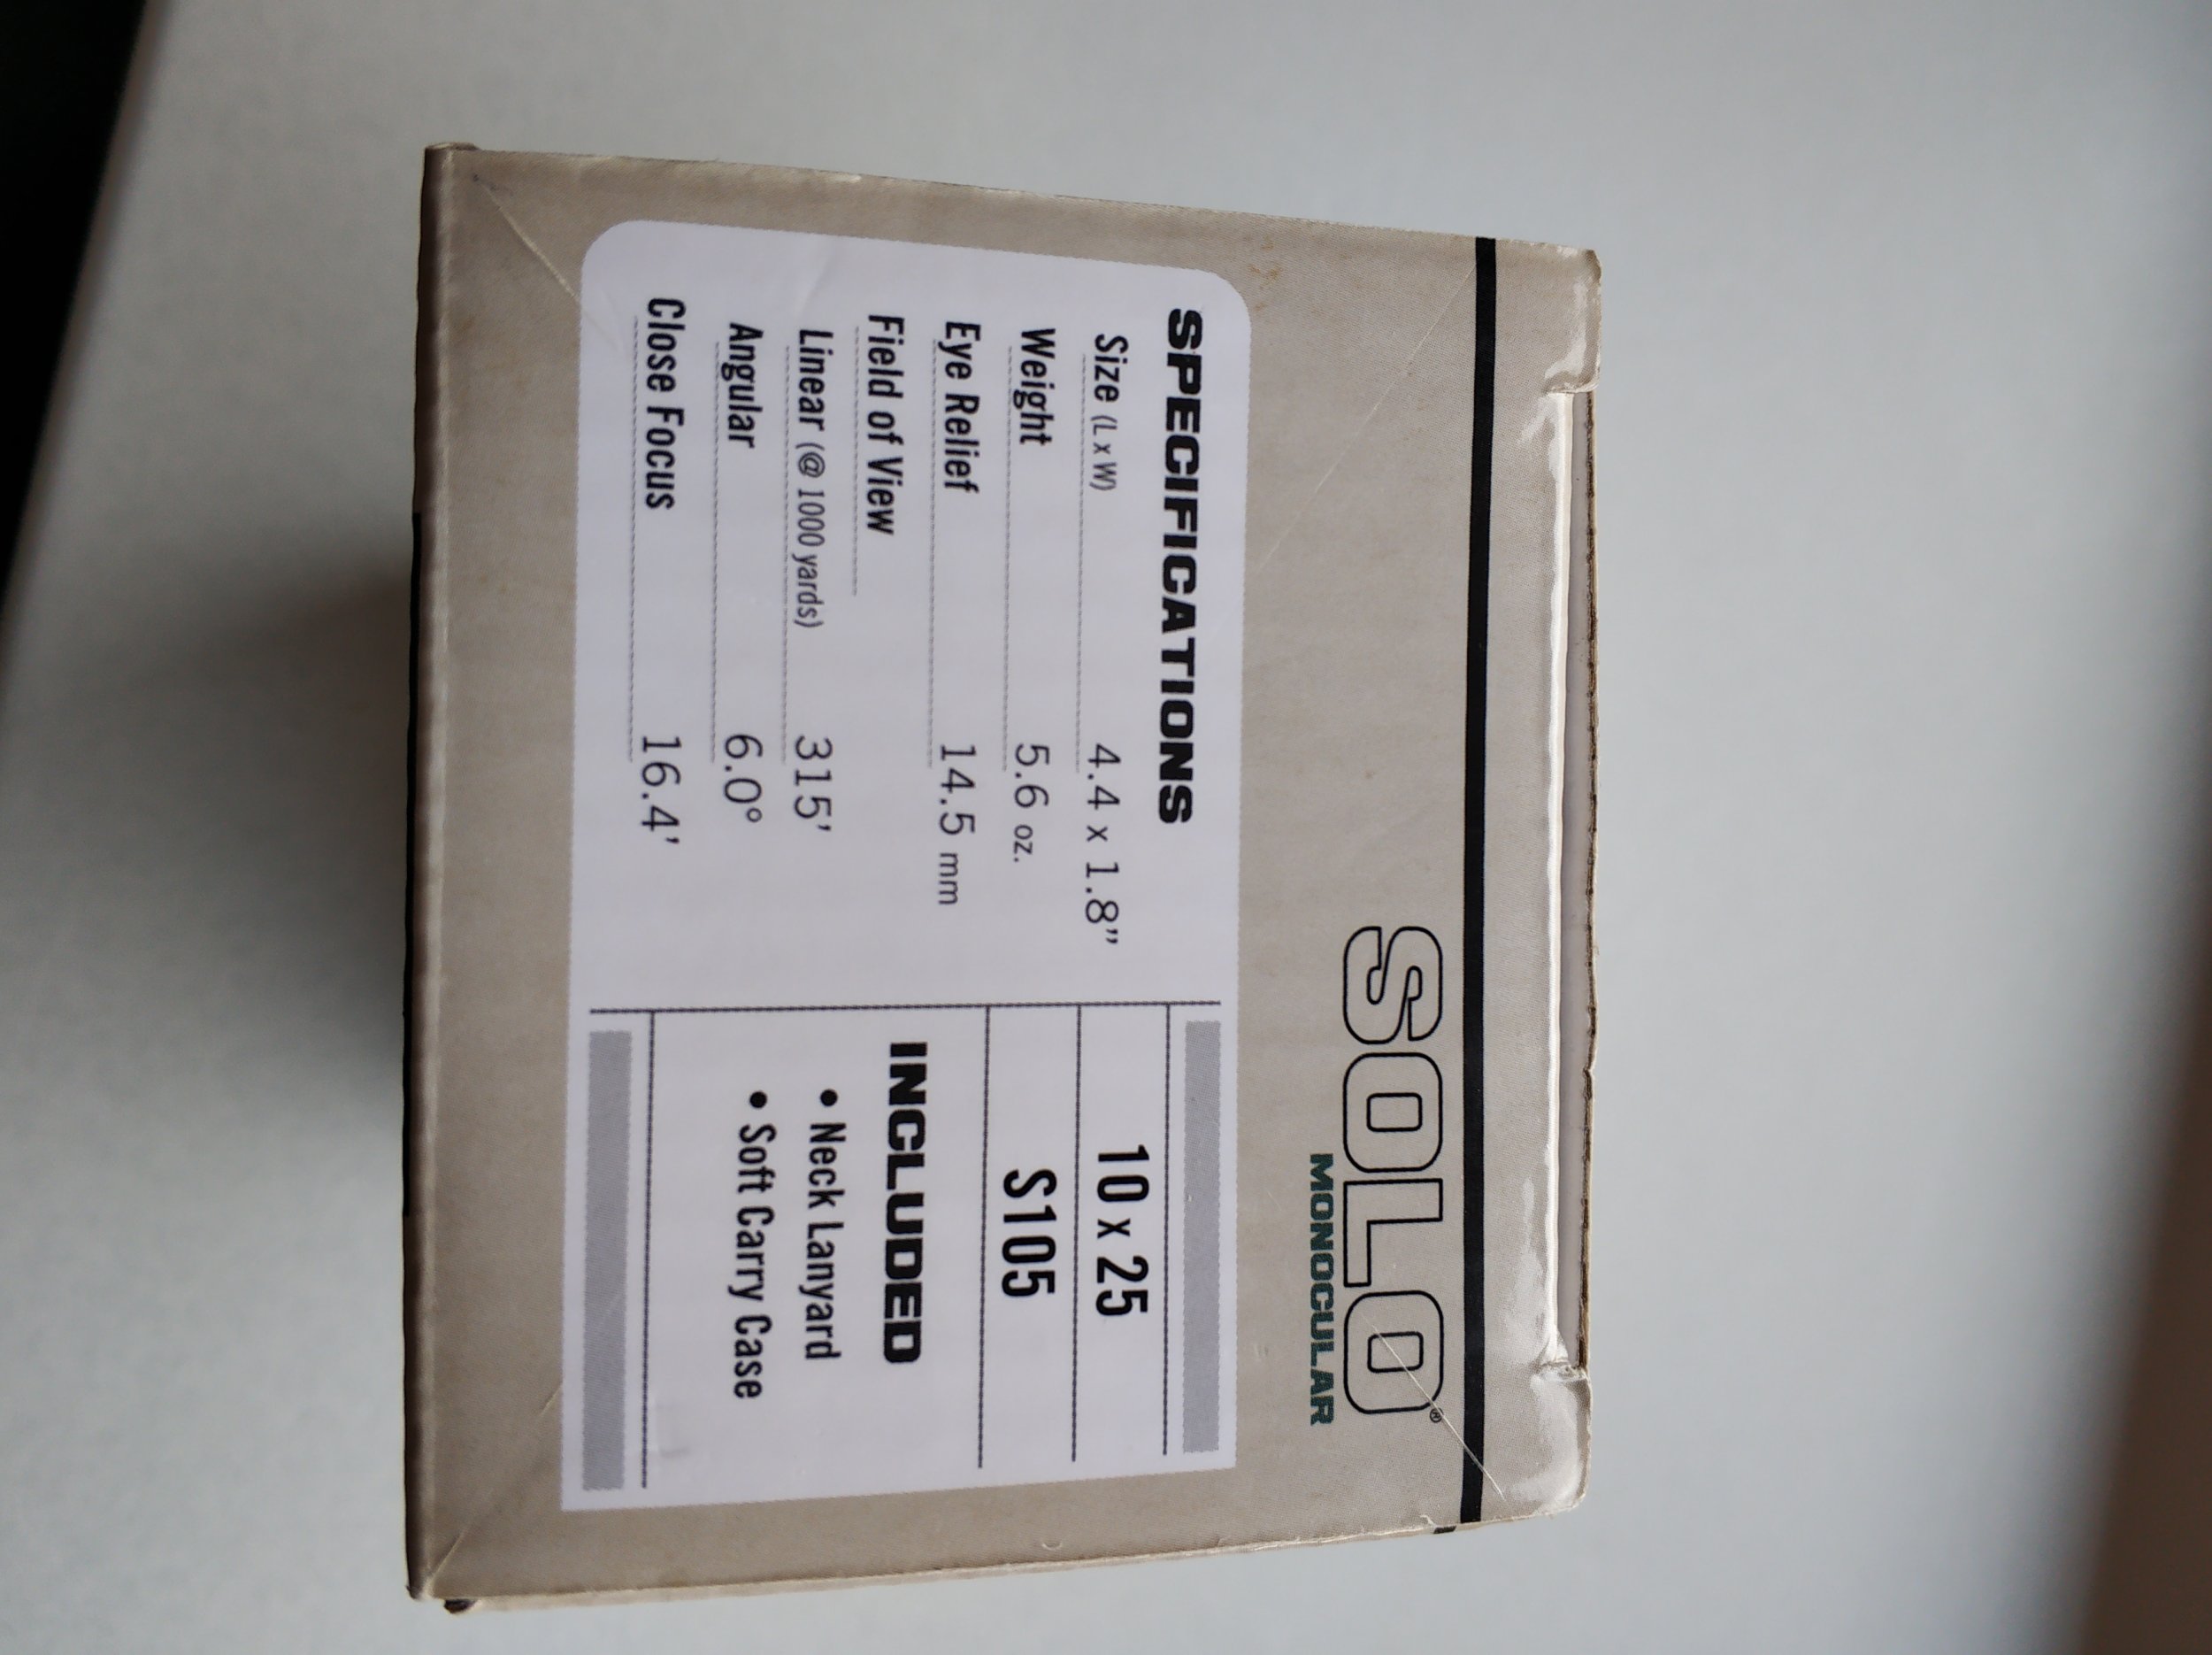 SOLO®
MONOCULAR
SPECIFICATIONS
Size (L x W) 4.4 x 1.8"
Weight 5.6 oz.
Eye Relief 14.5 mm
Field of View
Linear (@ 1000 yards) 315'
Angular 6.0°
Close Focus 16.4'
10 x 25
S105
INCLUDED
• Neck Lanyard
• Soft Carry Case